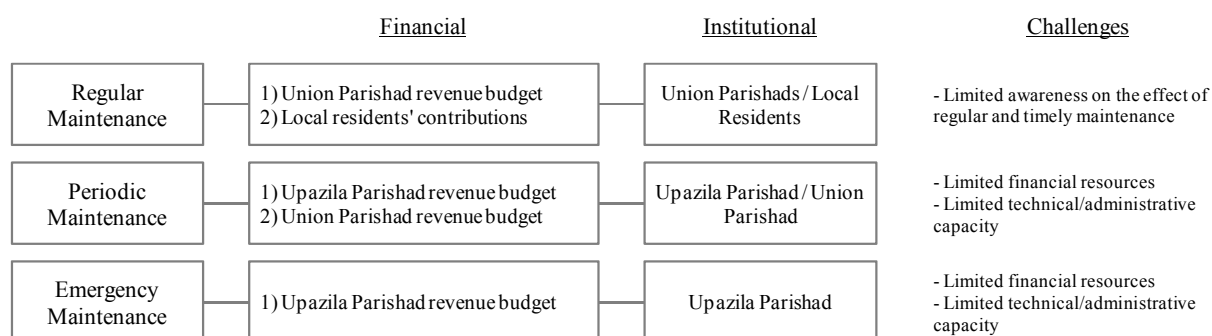 Financial
Institutional
Challenges
Regular
Maintenance
1) Union Parishad revenue budget
2) Local residents' contributions
Union Parishads / Local
Residents
- Limited awareness on the effect of
regular and timely maintenance
Periodic
Maintenance
1) Upazila Parishad revenue budget
2) Union Parishad revenue budget
Upazila Parishad / Union
Parishad
- Limited financial resources
- Limited technical/administrative
capacity
Emergency
Maintenance
1) Upazila Parishad revenue budget
Upazila Parishad
- Limited financial resources
- Limited technical/administrative
capacity